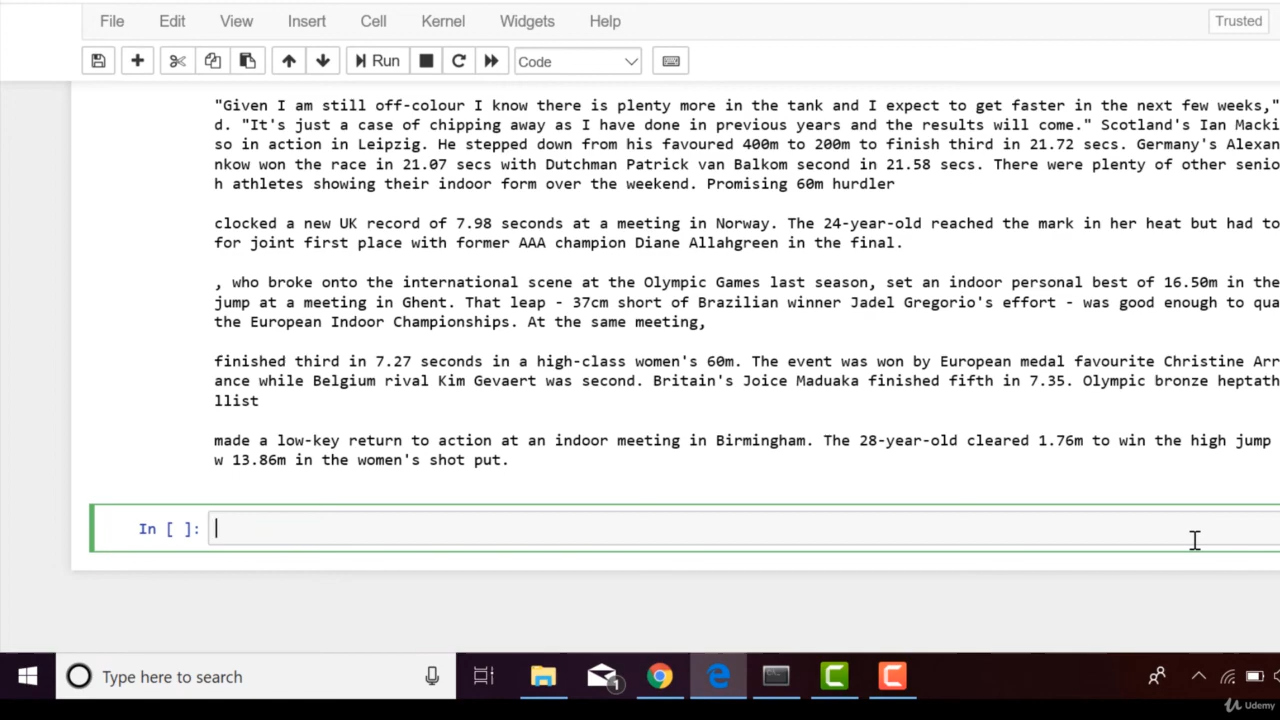 File Edit View Insert Cell Kernel Widgets Help Trusted
Run Code
"Given I am still off-colour I know there is plenty more in the tank and I expect to get faster in the next few weeks,"
d. "It's just a case of chipping away as I have done in previous years and the results will come." Scotland's Ian Macki
so in action in Leipzig. He stepped down from his favoured 400m to 200m to finish third in 21.72 secs. Germany's Alexan
nkow won the race in 21.07 secs with Dutchman Patrick van Balkom second in 21.58 secs. There were plenty of other senio
h athletes showing their indoor form over the weekend. Promising 60m hurdler
clocked a new UK record of 7.98 seconds at a meeting in Norway. The 24-year-old reached the mark in her heat but had to
for joint first place with former AAA champion Diane Allahgreen in the final.
, who broke onto the international scene at the Olympic Games last season, set an indoor personal best of 16.50m in the
jump at a meeting in Ghent. That leap - 37cm short of Brazilian winner Jadel Gregorio's effort - was good enough to qua
the European Indoor Championships. At the same meeting,
finished third in 7.27 seconds in a high-class women's 60m. The event was won by European medal favourite Christine Arr
ance while Belgium rival Kim Gevaert was second. Britain's Joice Maduaka finished fifth in 7.35. Olympic bronze heptath
llist
made a low-key return to action at an indoor meeting in Birmingham. The 28-year-old cleared 1.76m to win the high jump
w 13.86m in the women's shot put.
In [ ]:
Type here to search
1
Udemy